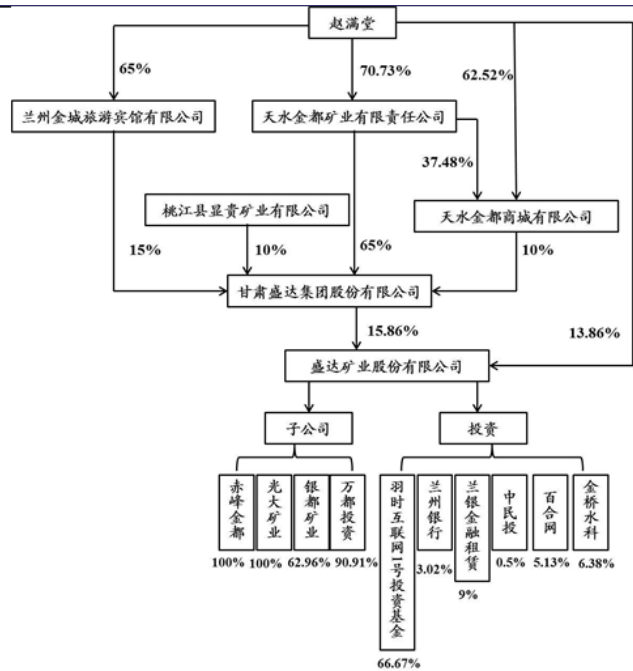 赵满堂
65%
70.73%
62.52%
兰州金城旅游宾馆有限公司
天水金都矿业有限责任公司
37.48%
桃江县显贵矿业有限公司
天水金都商城有限公司
15%
10%
65%
10%
甘肃盛达集团股份有限公司
15.86%
13.86%
盛达矿业股份有限公司
子公司
投资
赤峰金都
光大矿业
银都矿业
万都投资
羽时互联网1号投资基金
兰州银行
兰银金融租赁
中民投
百合网
金桥水科
100%
100%
62.96%
90.91%
3.02%
0.5%
5.13%
6.38%
9%
66.67%